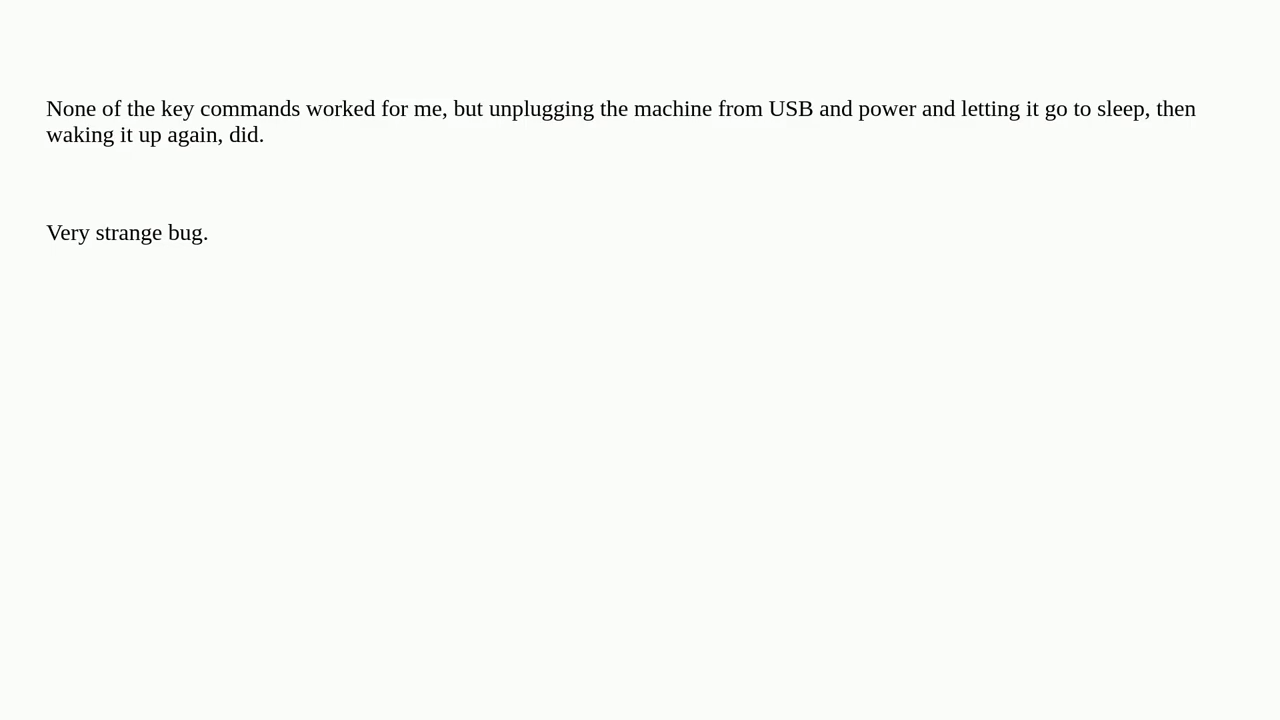 None of the key commands worked for me, but unplugging the machine from USB and power and letting it go to sleep, then
waking it up again, did.
Very strange bug.